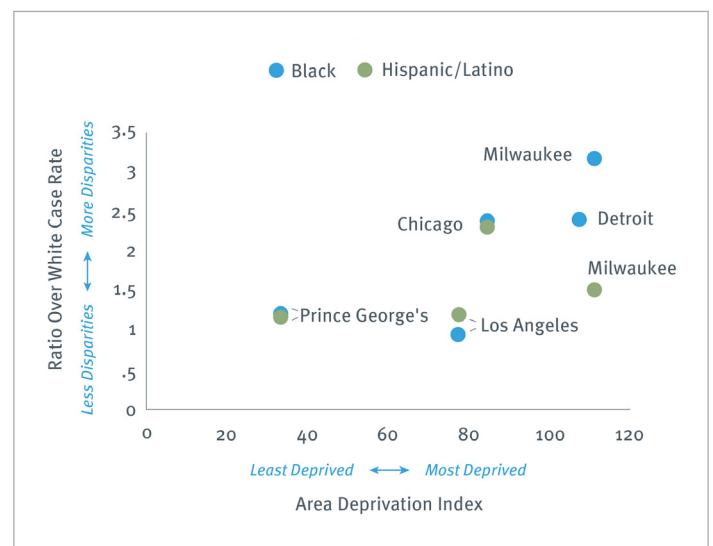 Black
Hispanic/Latino
Ratio Over White Case Rate
Less Disparities
More Disparities
3.5
3
2.5
2
1.5
1
.5
0
Milwaukee
Chicago
Detroit
Milwaukee
Prince George's
Los Angeles
0 20 40 60 80 100 120
Least Deprived Most Deprived
Area Deprivation Index